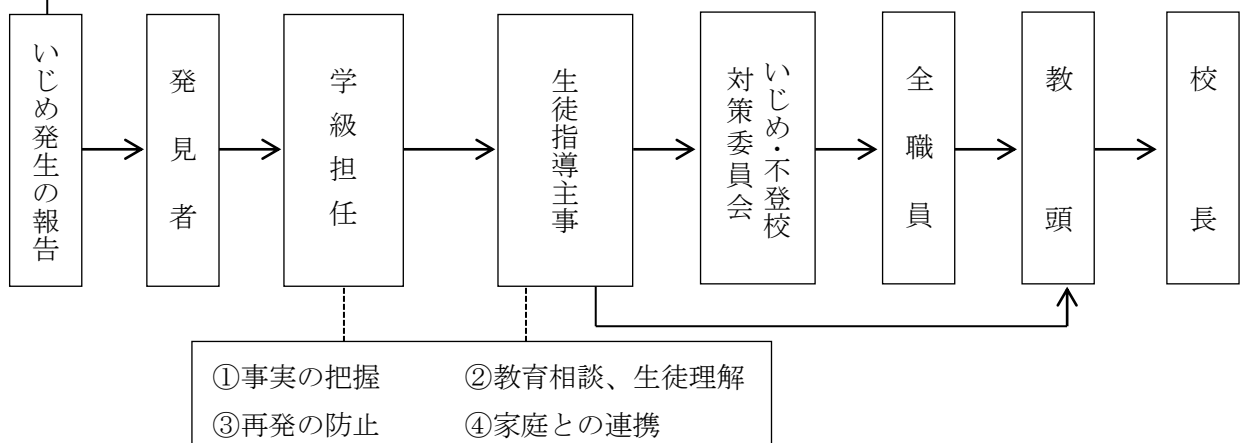 いじめ発生の報告
発見者
学級担任
生徒指導主事
いじめ・不登校
対策委員会
全職員
教頭
校長
①事実の把握　②教育相談、生徒理解
③再発の防止　④家庭との連携